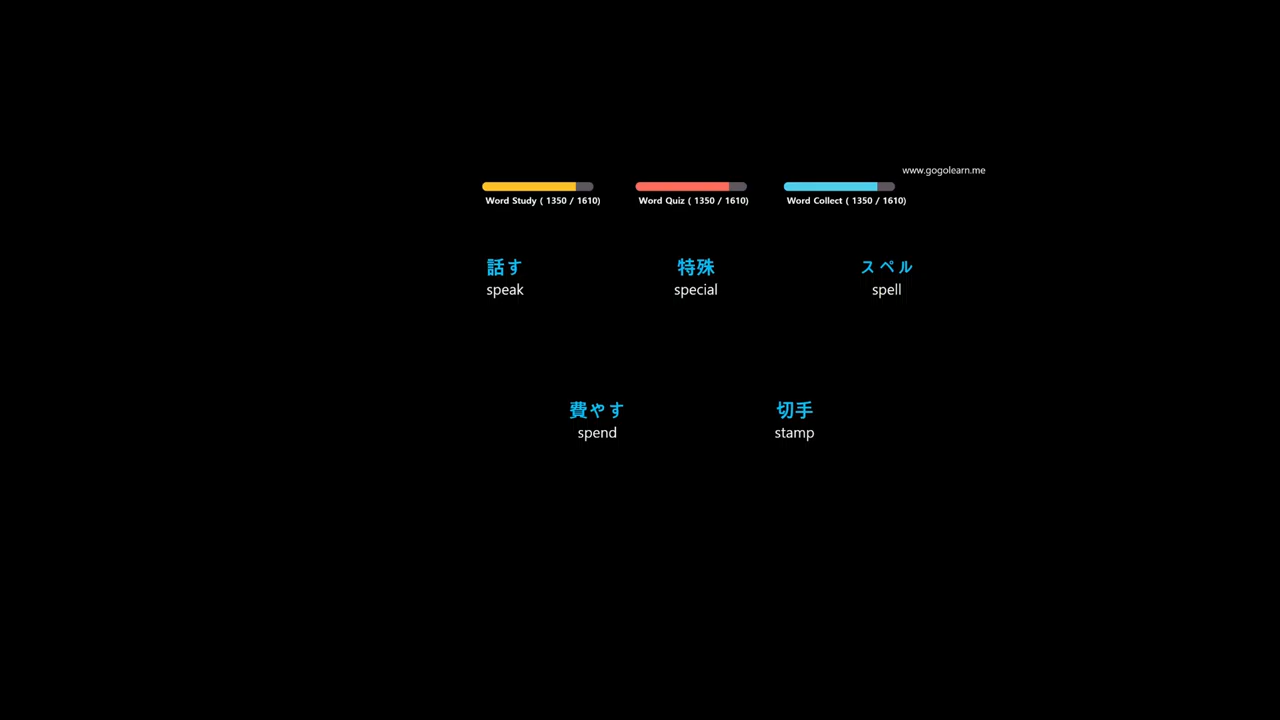 www.gogolearn.me
Word Study ( 1350 / 1610)
Word Quiz ( 1350 / 1610)
Word Collect ( 1350 / 1610)
話す
speak
特殊
special
スペル
spell
費やす
spend
切手
stamp